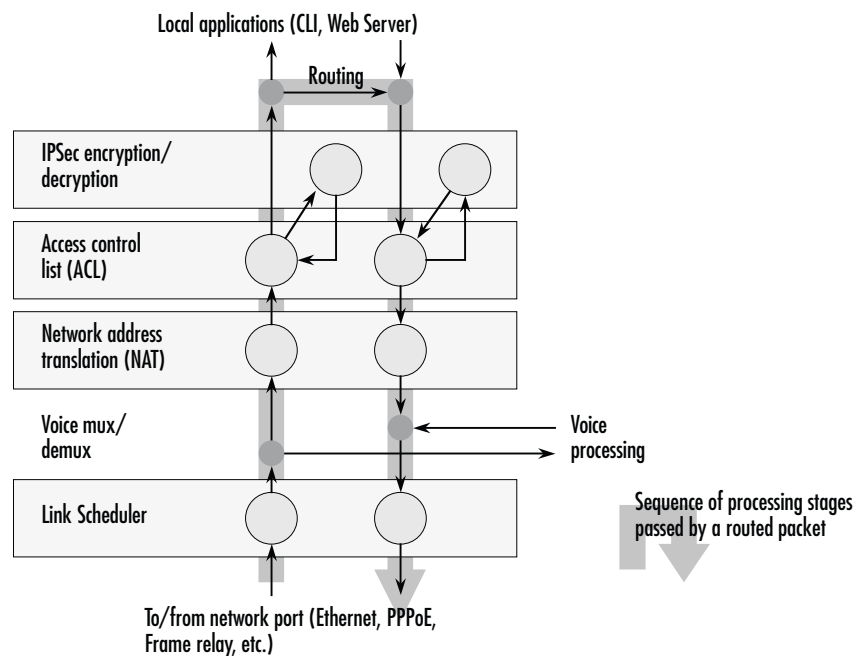 Local applications (CLI, Web Server)
Routing
IPSec encryption/
decryption
Access control
list (ACL)
Network address
translation (NAT)
Voice mux/
demux
Voice
processing
Link Scheduler
Sequence of processing stages
passed by a routed packet
To/from network port (Ethernet, PPPoE,
Frame relay, etc.)